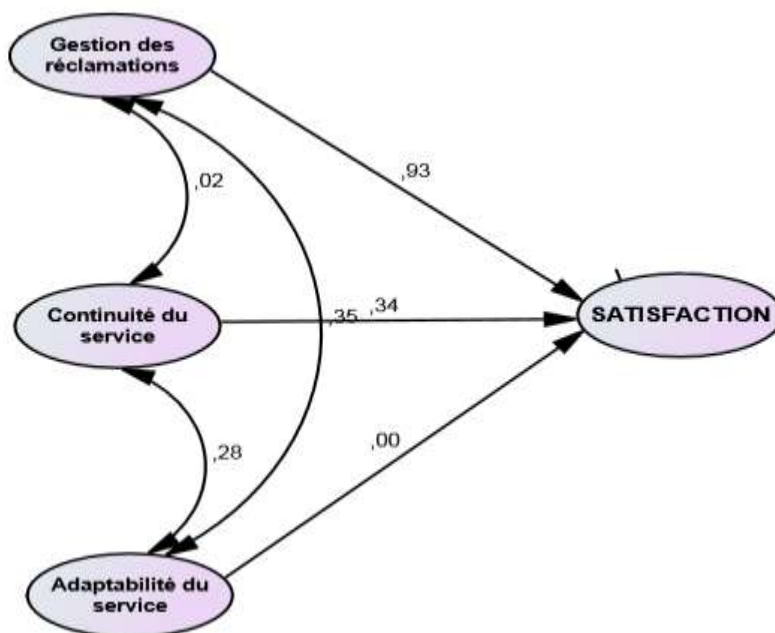 Gestion des
réclamations
,93
,02
SATISFACTION
Continuité du
service
,35
,34
,00
,28
Adaptabilité du
service